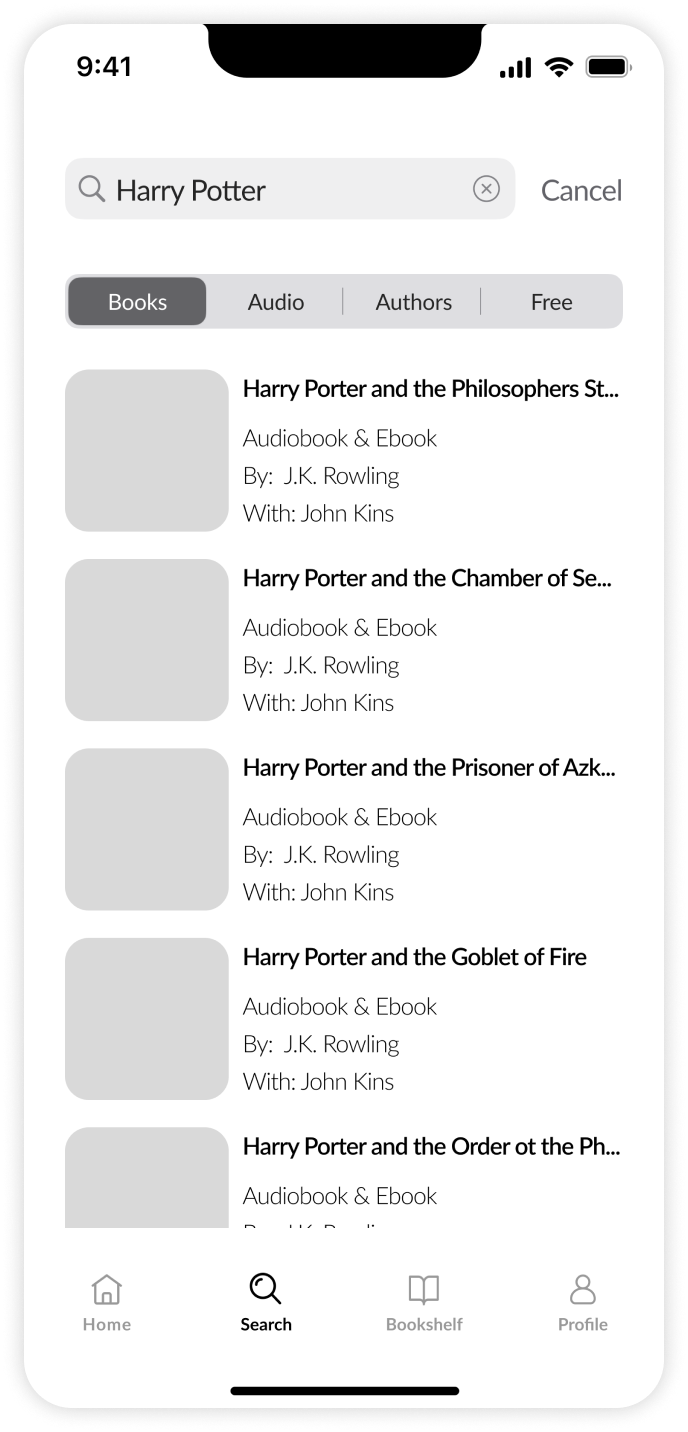 9:41
Harry Potter
Cancel
Books Audio Authors Free
Harry Porter and the Philosophers St...
Audiobook & Ebook
By: J.K. Rowling
With: John Kins
Harry Porter and the Chamber of Se...
Audiobook & Ebook
By: J.K. Rowling
With: John Kins
Harry Porter and the Prisoner of Azk...
Audiobook & Ebook
By: J.K. Rowling
With: John Kins
Harry Porter and the Goblet of Fire
Audiobook & Ebook
By: J.K. Rowling
With: John Kins
Harry Porter and the Order ot the Ph...
Audiobook & Ebook
Home Search Bookshelf Profile